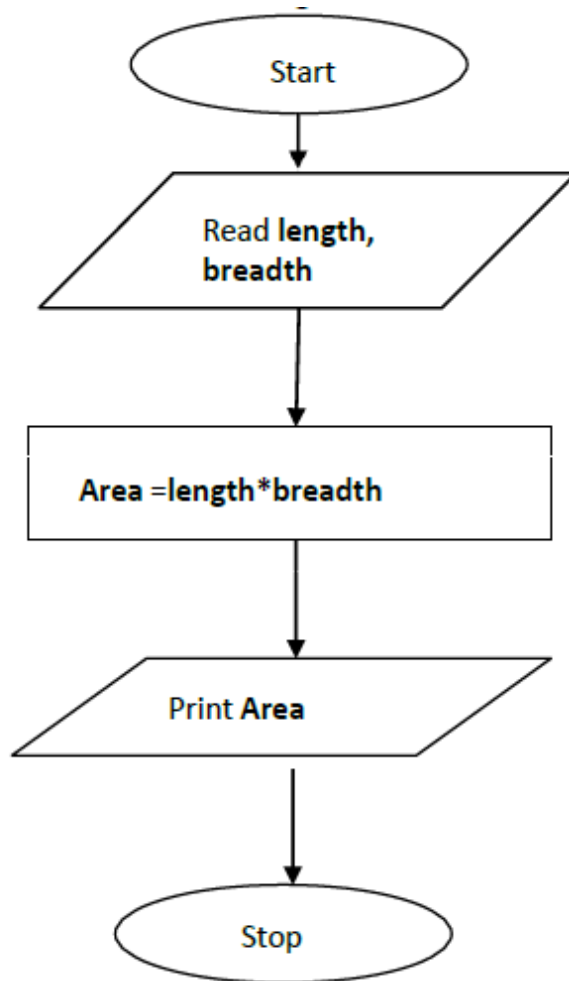 Start
Read length,
breadth
Area =length*breadth
Print Area
Stop